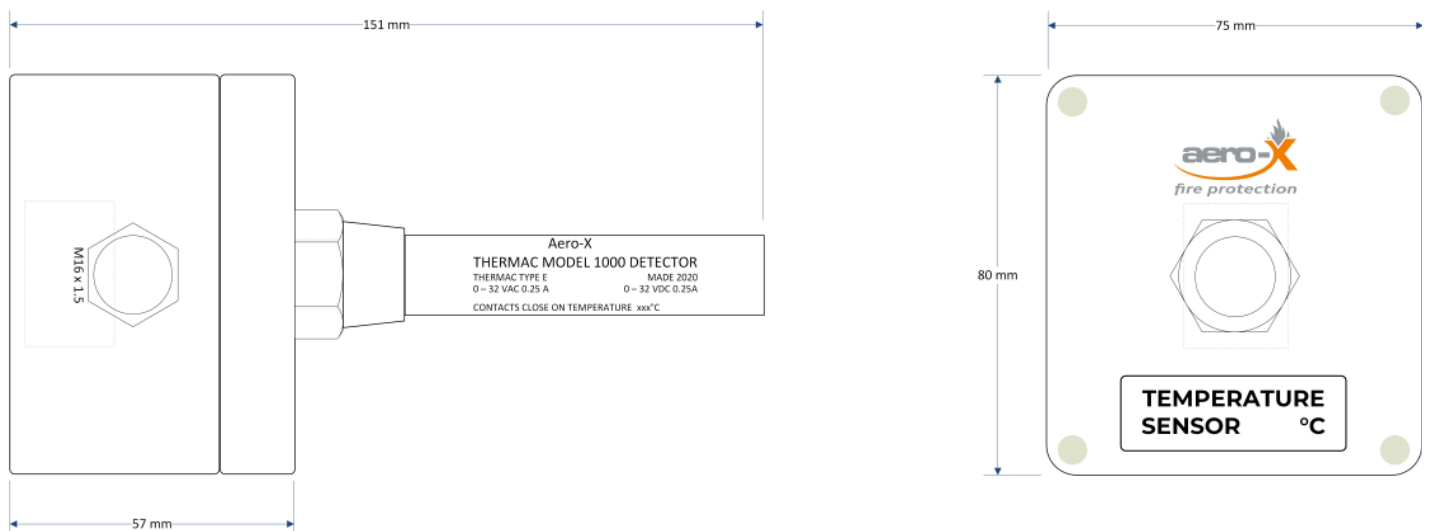 151 mm
75 mm
aero-X
fire protection
M16 x 1.5
Aero-X
THERMAC MODEL 1000 DETECTOR
THERMAC TYPE E MADE 2020
0 – 32 VAC 0.25 A 0 – 32 VDC 0.25A
CONTACTS CLOSE ON TEMPERATURE xxx°C
80 mm
TEMPERATURE
SENSOR °C
57 mm